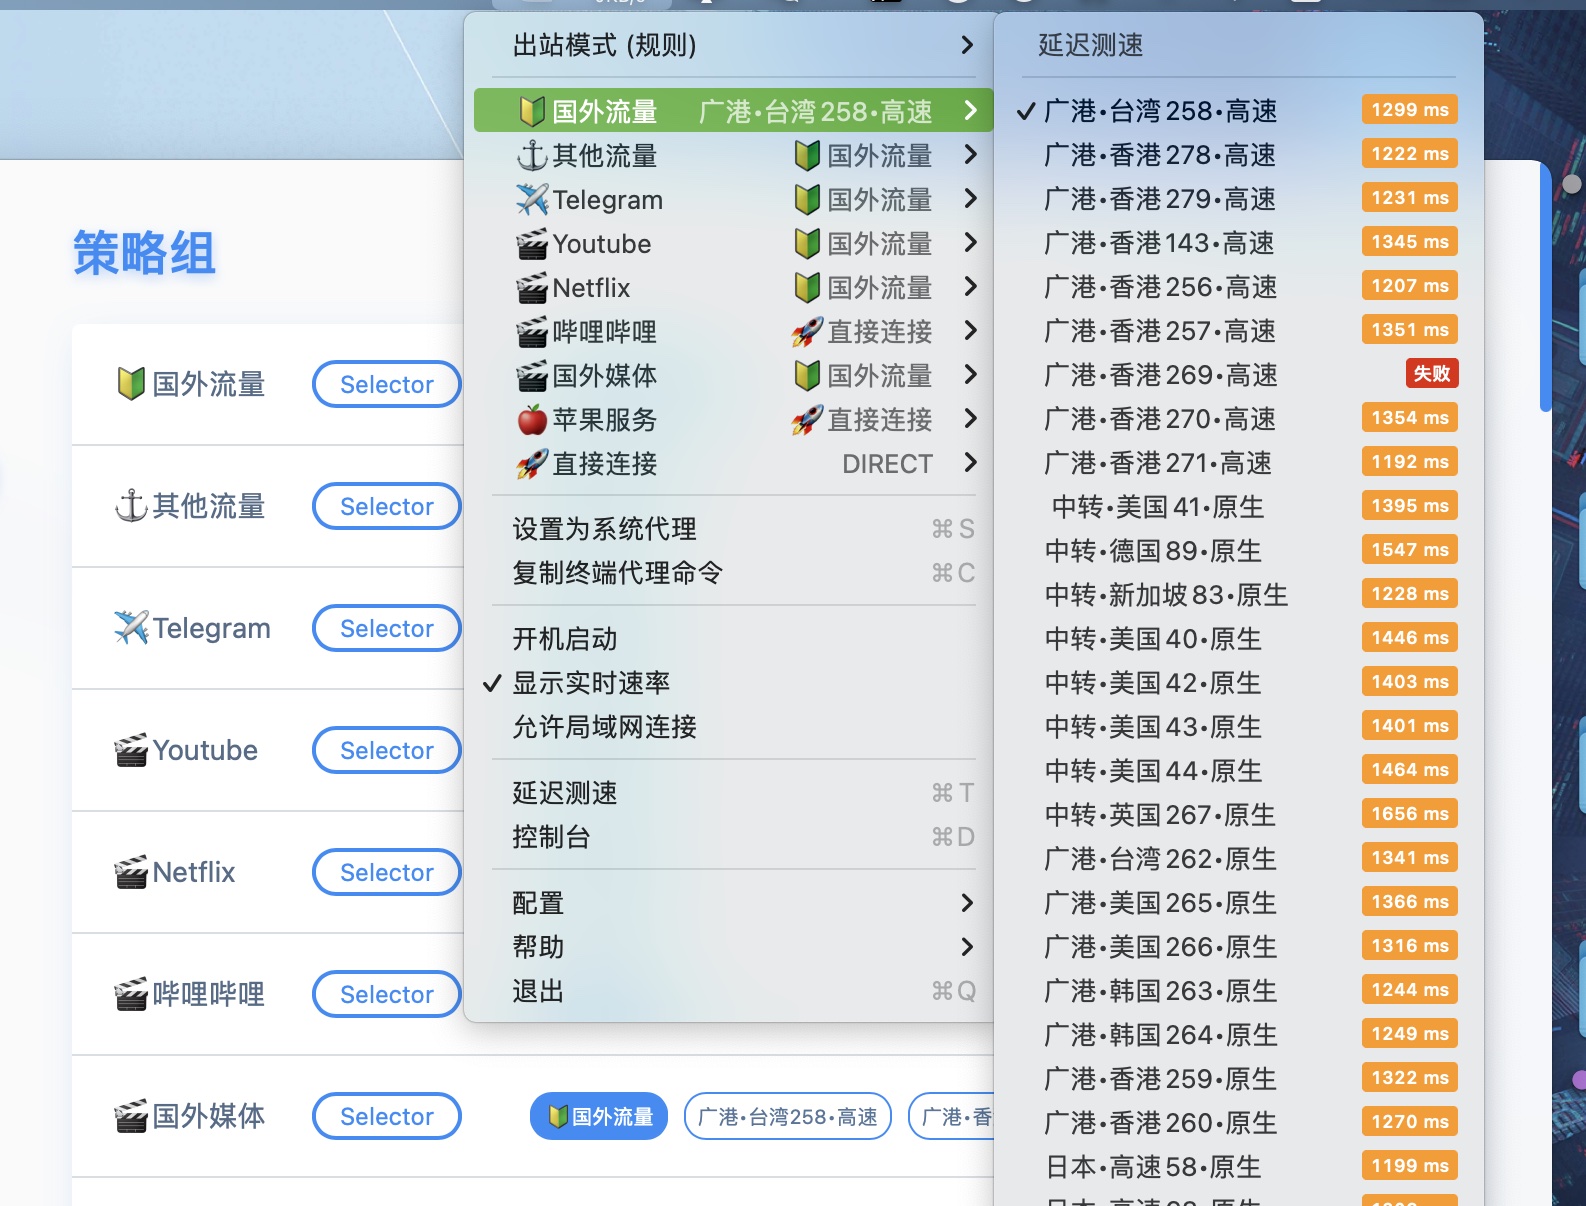 出站模式 (规则)
国外流量 广港·台湾258·高速
其他流量 国外流量
Telegram 国外流量
Youtube 国外流量
Netflix 国外流量
哔哩哔哩 直接连接
国外媒体 国外流量
苹果服务 直接连接
直接连接 DIRECT
设置为系统代理 ⌘S
复制终端代理命令 ⌘C
开机启动
显示实时速率
允许局域网连接
延迟测速 ⌘T
控制台 ⌘D
配置
帮助
退出 ⌘Q
延迟测速
广港·台湾258·高速 1299 ms
广港·香港278·高速 1222 ms
广港·香港279·高速 1231 ms
广港·香港143·高速 1345 ms
广港·香港256·高速 1207 ms
广港·香港257·高速 1351 ms
广港·香港269·高速 失败
广港·香港270·高速 1354 ms
广港·香港271·高速 1192 ms
中转·美国41·原生 1395 ms
中转·德国89·原生 1547 ms
中转·新加坡83·原生 1228 ms
中转·美国40·原生 1446 ms
中转·美国42·原生 1403 ms
中转·美国43·原生 1401 ms
中转·美国44·原生 1464 ms
中转·英国267·原生 1656 ms
广港·台湾262·原生 1341 ms
广港·美国265·原生 1366 ms
广港·美国266·原生 1316 ms
广港·韩国263·原生 1244 ms
广港·韩国264·原生 1249 ms
广港·香港259·原生 1322 ms
广港·香港260·原生 1270 ms
日本·高速58·原生 1199 ms
策略组
国外流量 Selector
其他流量 Selector
Telegram Selector
Youtube Selector
Netflix Selector
哔哩哔哩 Selector
国外媒体 Selector 国外流量 广港·台湾258·高速 广港·香